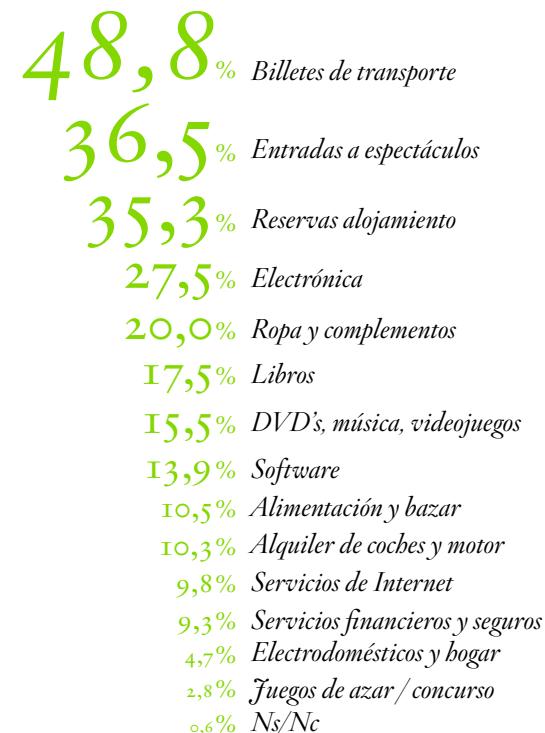 48,8% Billetes de transporte
36,5% Entradas a espectáculos
35,3% Reservas alojamiento
27,5% Electrónica
20,0% Ropa y complementos
17,5% Libros
15,5% DVD's, música, videojuegos
13,9% Software
10,5% Alimentación y bazar
10,3% Alquiler de coches y motor
9,8% Servicios de Internet
9,3% Servicios financieros y seguros
4,7% Electrodomésticos y hogar
2,8% Juegos de azar / concurso
0,6% Ns/Nc